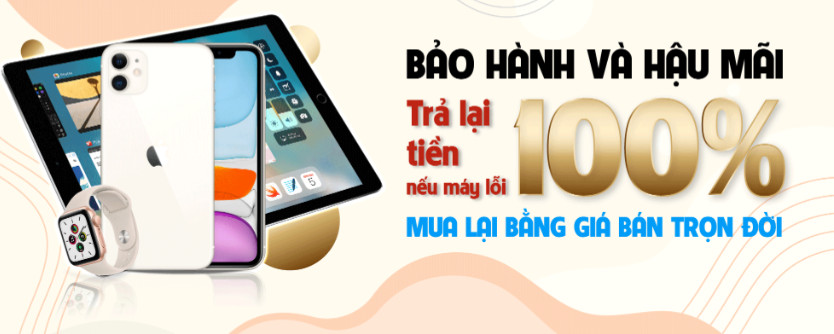 BẢO HÀNH VÀ HẬU MÃI
Trả lại
tiền
nếu máy lỗi
100%
MUA LẠI BẰNG GIÁ BÁN TRỌN ĐỜI